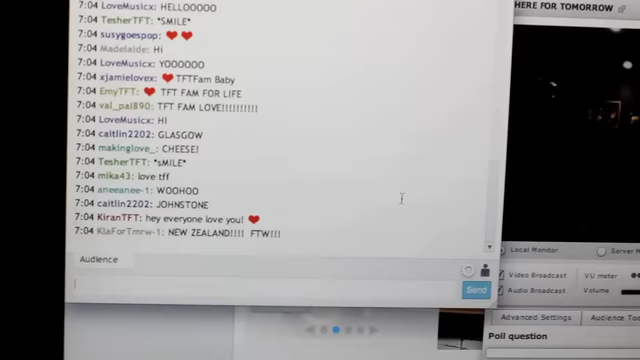 7:04 LoveMusicx: HELLOOOOO
7:04 TesherTFT: *SMILE*
7:04 susygoespop: ❤ ❤
7:04 Madelaide: Hi
7:04 LoveMusicx: YOOOOOO
7:04 xjamielovex: ❤ TFTFam Baby
7:04 EmyTFT: ❤ TFT FAM FOR LIFE
7:04 val_pal890: TFT FAM LOVE!!!!!!!!!!
7:04 LoveMusicx: HI
7:04 caitlin2202: GLASGOW
7:04 makinglove_: CHEESE!
7:04 TesherTFT: *sMILE*
7:04 mika43: love tff
7:04 aneeanee-1: WOOHOO
7:04 caitlin2202: JOHNSTONE
7:04 KiranTFT: hey everyone love you! ❤
7:04 KlaForTmrw-1: NEW ZEALAND!!!! FTW!!!
Audience
Send
HERE FOR TOMORROW
Local Monitor
Server M
Video Broadcast
VU meter
Audio Broadcast
Volume
Advanced Settings
Audience Too
Poll question